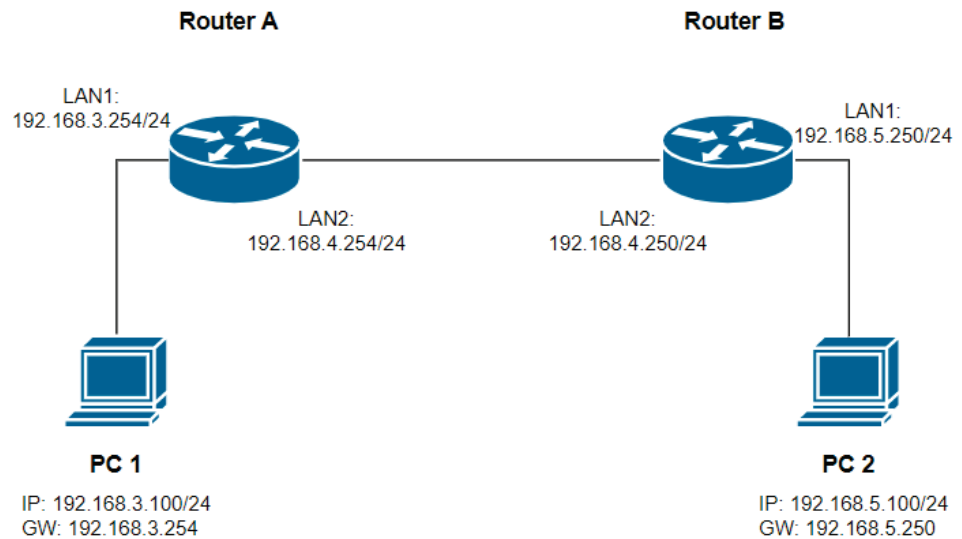 Router A
Router B
LAN1:
192.168.3.254/24
LAN1:
192.168.5.250/24
LAN2:
192.168.4.254/24
LAN2:
192.168.4.250/24
PC 1
IP: 192.168.3.100/24
GW: 192.168.3.254
PC 2
IP: 192.168.5.100/24
GW: 192.168.5.250